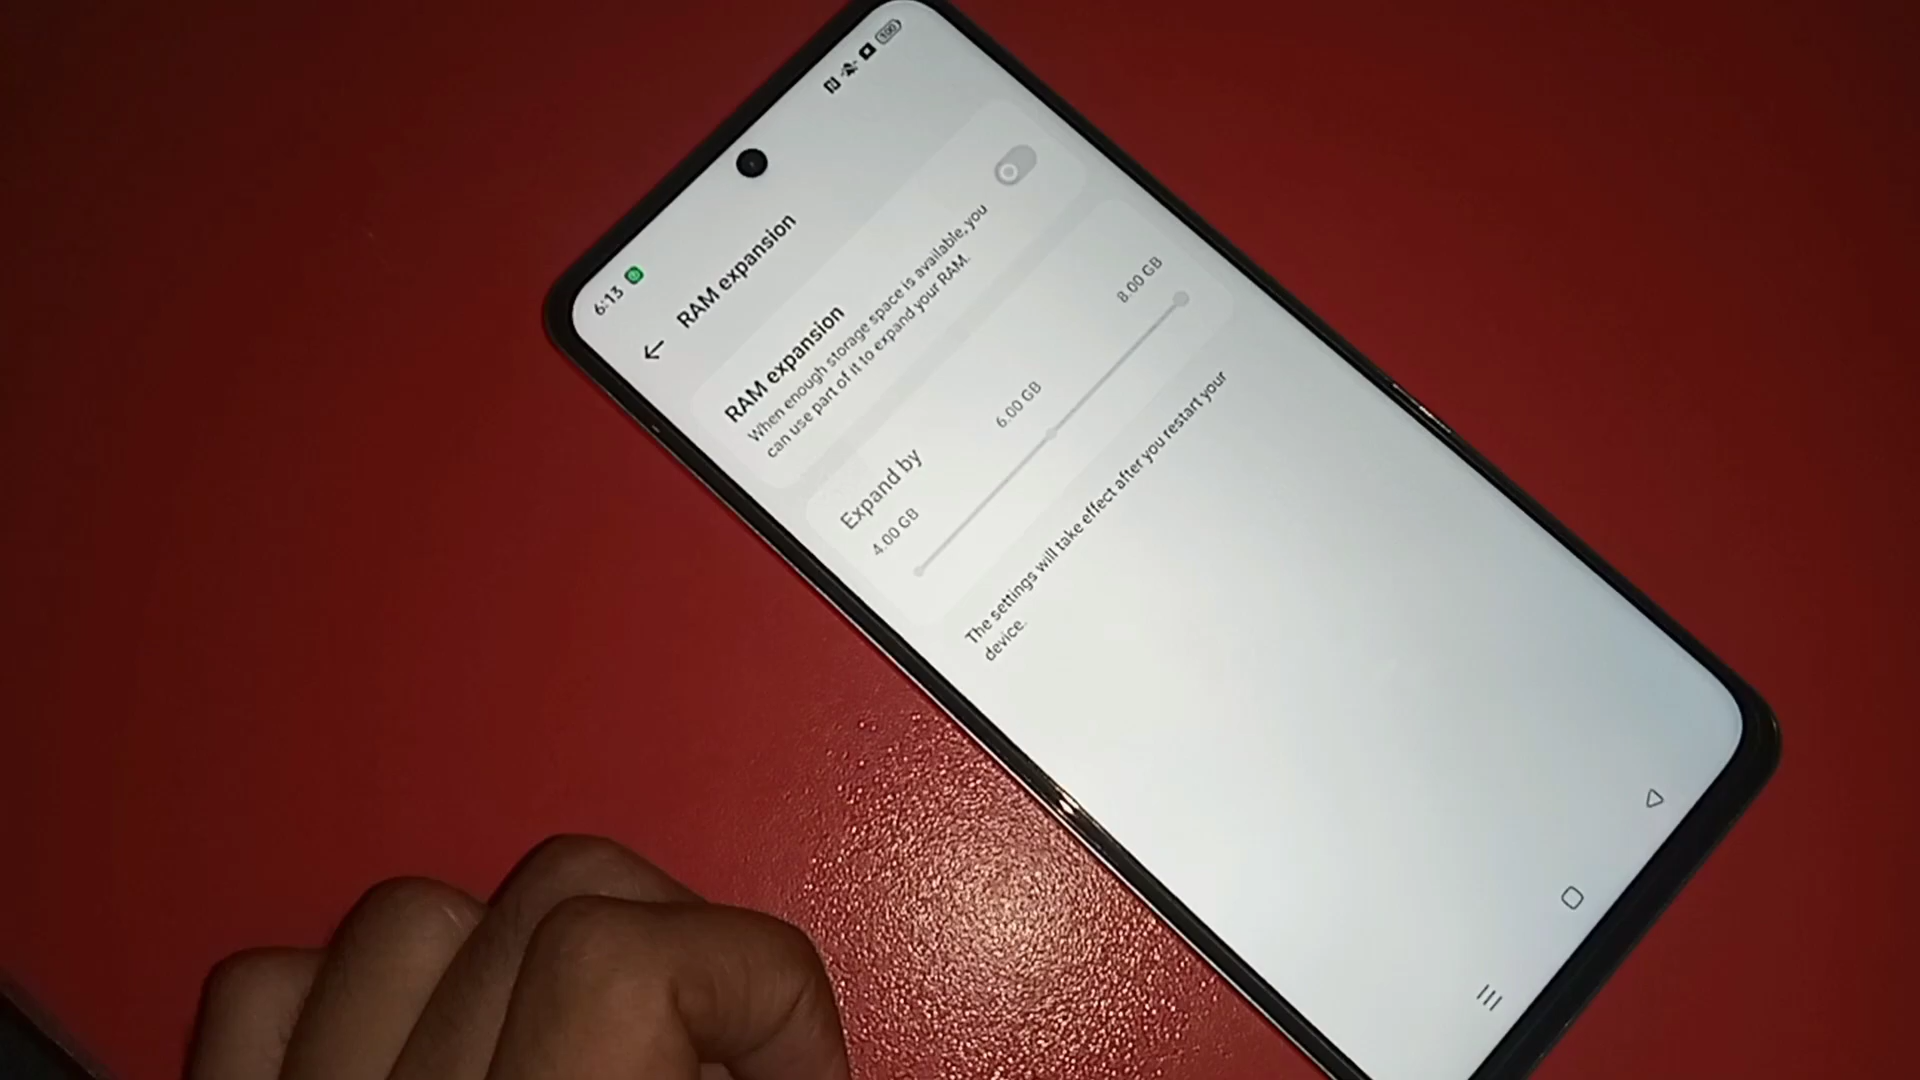 6:13
100
RAM expansion
RAM expansion
When enough storage space is available, you
can use part of it to expand your RAM.
Expand by
4.00 GB
6.00 GB
8.00 GB
The settings will take effect after you restart your
device.